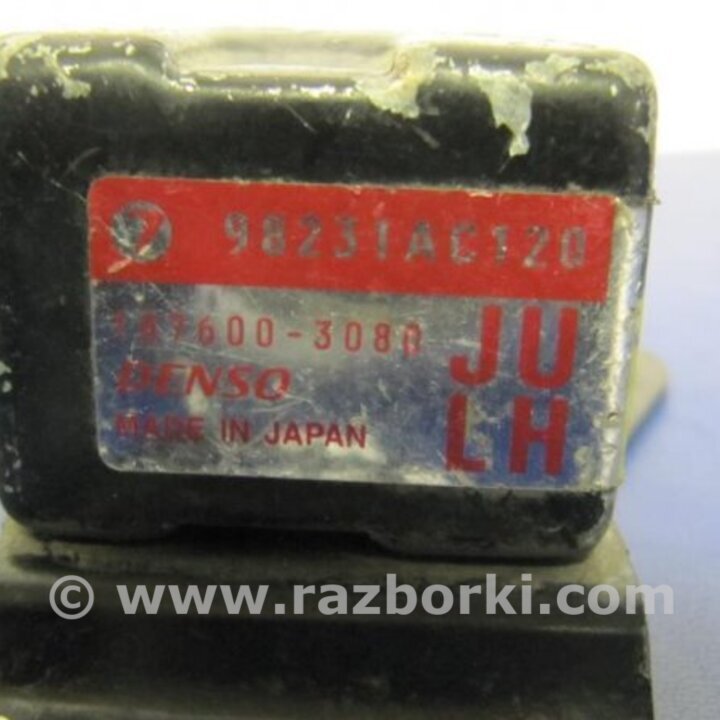 98231AC120
187600-3080
JU
DENSO
MADE IN JAPAN
LH
© www.razborki.com